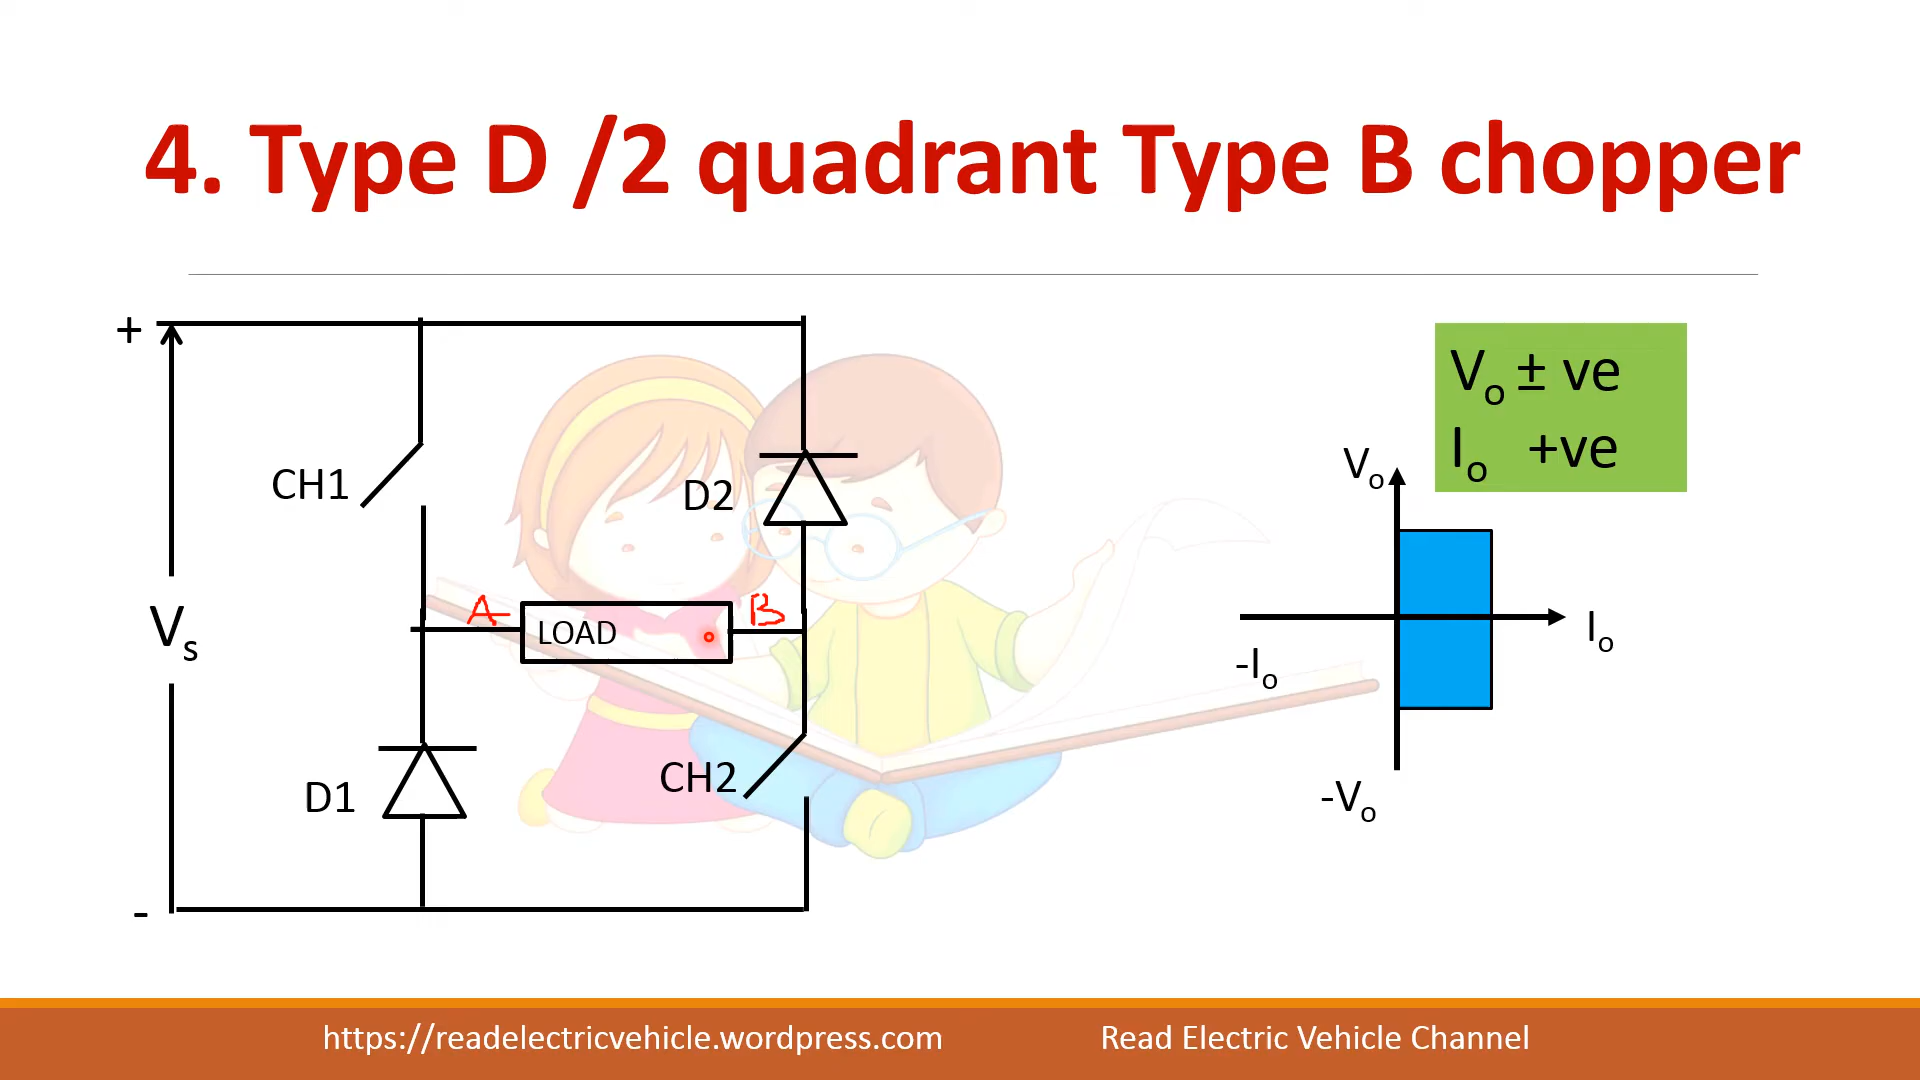 4. Type D /2 quadrant Type B chopper
+
Vo ± ve
Io +ve
Vo
CH1
D2
A
B
Vs
LOAD
Io
-Io
CH2
D1
-Vo
-
https://readelectricvehicle.wordpress.com
Read Electric Vehicle Channel